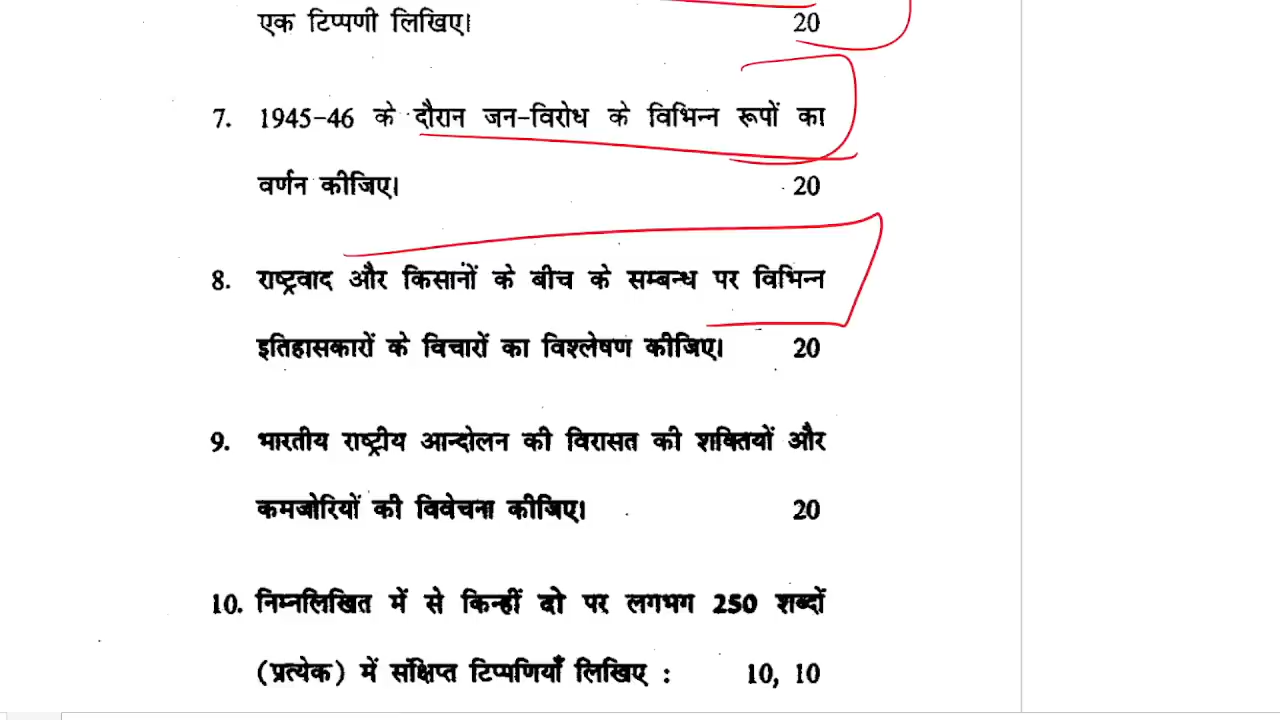 एक टिप्पणी लिखिए। 20
7. 1945-46 के दौरान जन-विरोध के विभिन्न रूपों का
वर्णन कीजिए। 20
8. राष्ट्रवाद और किसानों के बीच के सम्बन्ध पर विभिन्न
इतिहासकारों के विचारों का विश्लेषण कीजिए। 20
9. भारतीय राष्ट्रीय आन्दोलन की विरासत की शक्तियों और
कमजोरियों की विवेचना कीजिए। 20
10. निम्नलिखित में से किन्हीं दो पर लगभग 250 शब्दों
(प्रत्येक) में संक्षिप्त टिप्पणियाँ लिखिए : 10, 10